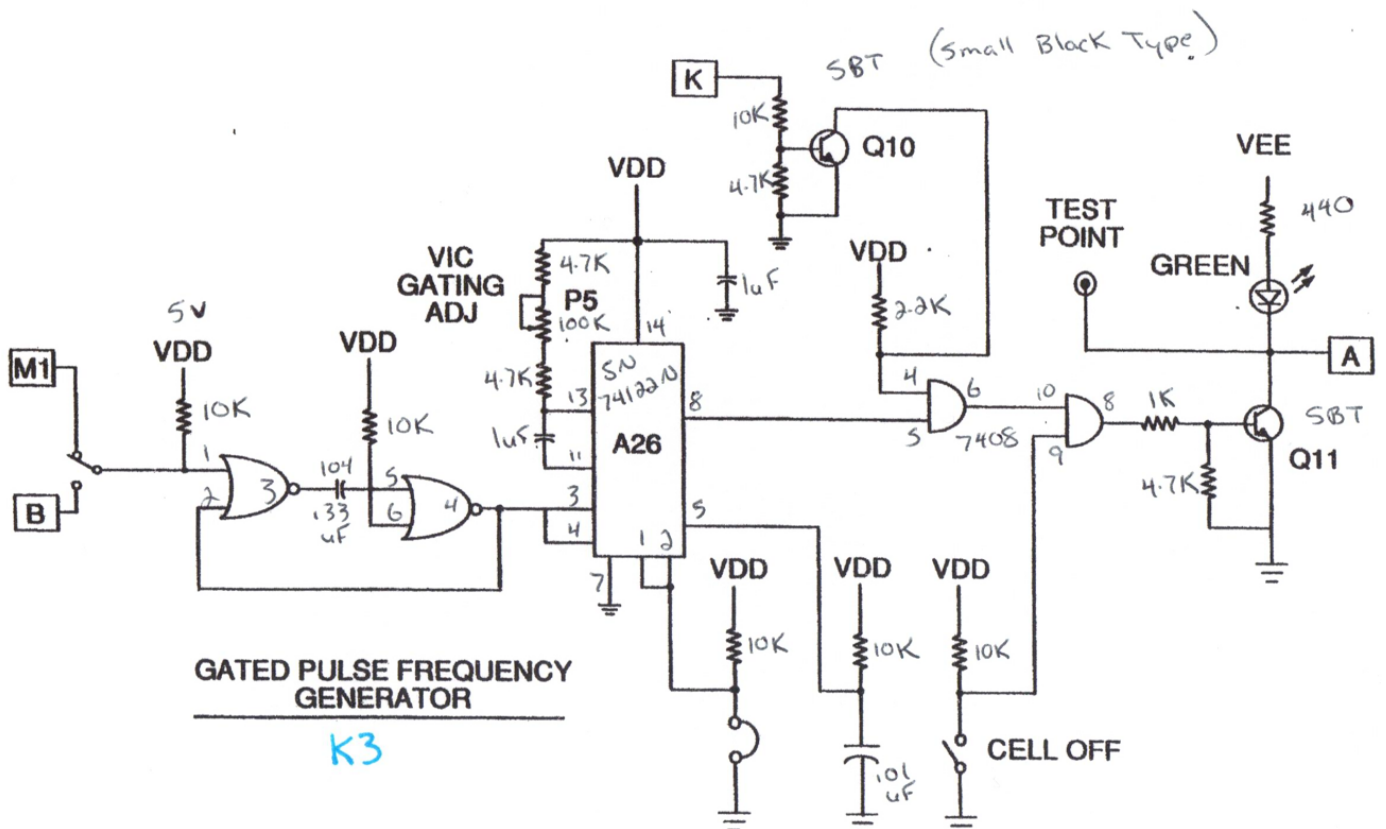 SBT (Small Black Type.)
K
10K
4.7K
Q10
VDD
VEE
440
TEST
POINT
GREEN
VIC
GATING
ADJ
4.7K
P5
100K
4.7K
1uF
1uF
VDD
2.2K
5V
VDD
VDD
M1
10K
10K
B
1
2
3
104
.33
uF
5
6
4
14
SN
74122N
A26
13
11
3
4
1 2
7
8
5
4
5
6
7408
10
9
8
1K
4.7K
A
SBT
Q11
VDD
VDD
VDD
10K
10K
10K
.01
uF
CELL OFF
GATED PULSE FREQUENCY
GENERATOR
K3